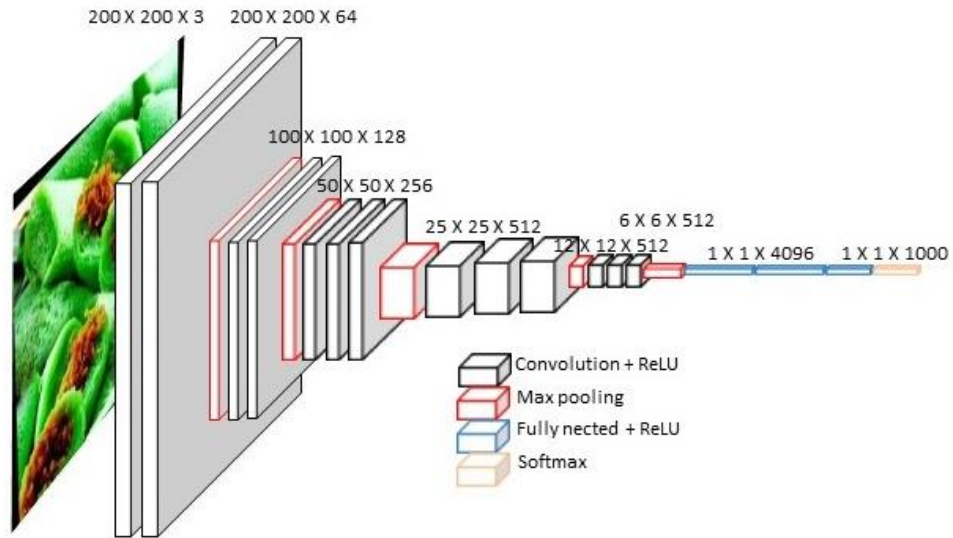 200 X 200 X 3
200 X 200 X 64
100 X 100 X 128
50 X 50 X 256
25 X 25 X 512
12 X 12 X 512
6 X 6 X 512
1 X 1 X 4096
1 X 1 X 1000
Convolution + ReLU
Max pooling
Fully nected + ReLU
Softmax